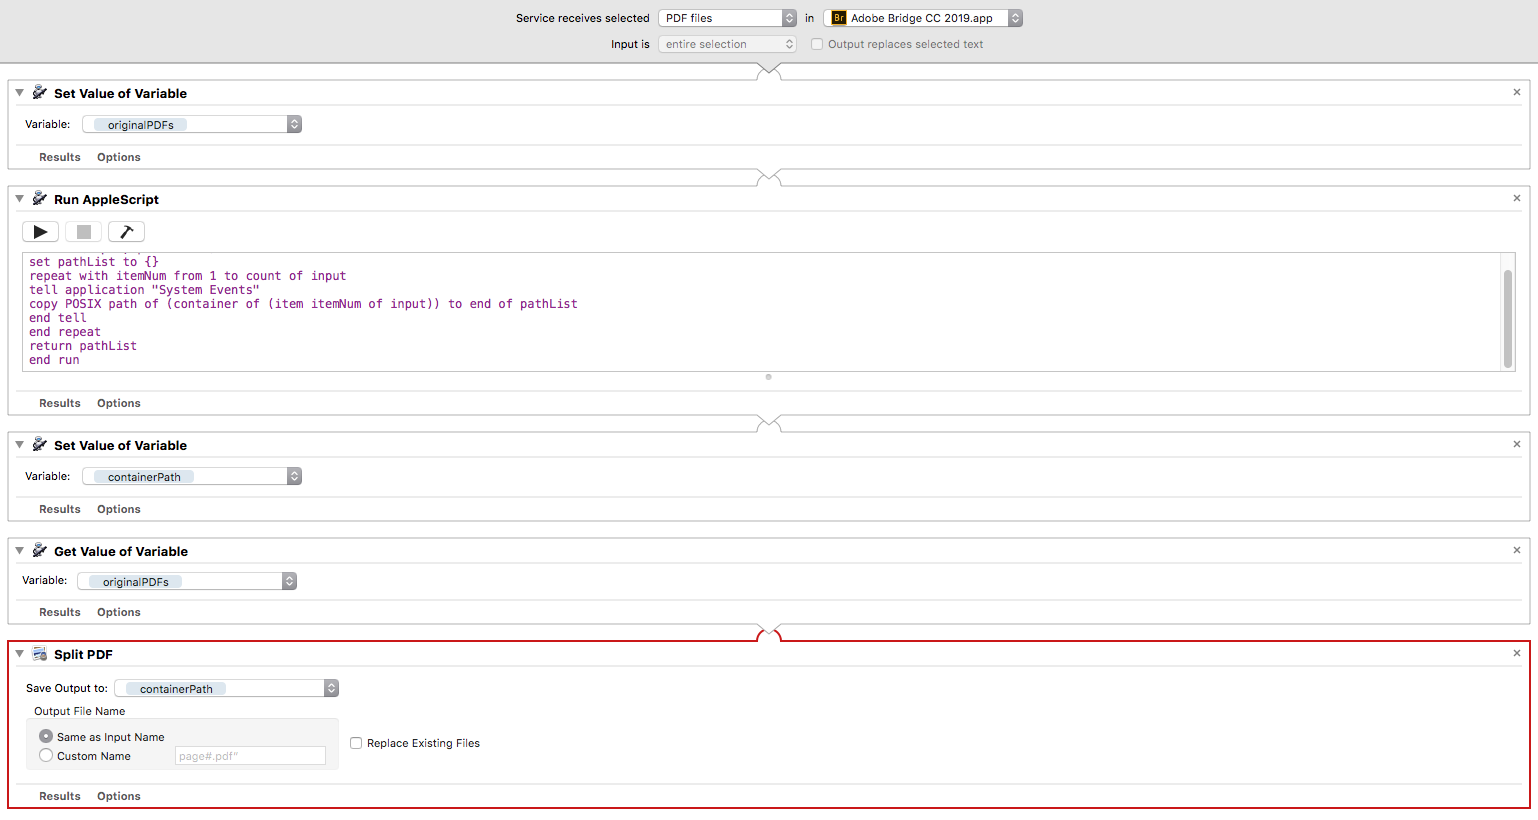 Service receives selected PDF files in Br Adobe Bridge CC 2019.app
Input is entire selection Output replaces selected text
Set Value of Variable
Variable: originalPDFs
Results Options
Run AppleScript
set pathList to {}
repeat with itemNum from 1 to count of input
tell application "System Events"
copy POSIX path of (container of (item itemNum of input)) to end of pathList
end tell
end repeat
return pathList
end run
Results Options
Set Value of Variable
Variable: containerPath
Results Options
Get Value of Variable
Variable: originalPDFs
Results Options
Split PDF
Save Output to: containerPath
Output File Name
Same as Input Name
Replace Existing Files
Custom Name page#.pdf"
Results Options